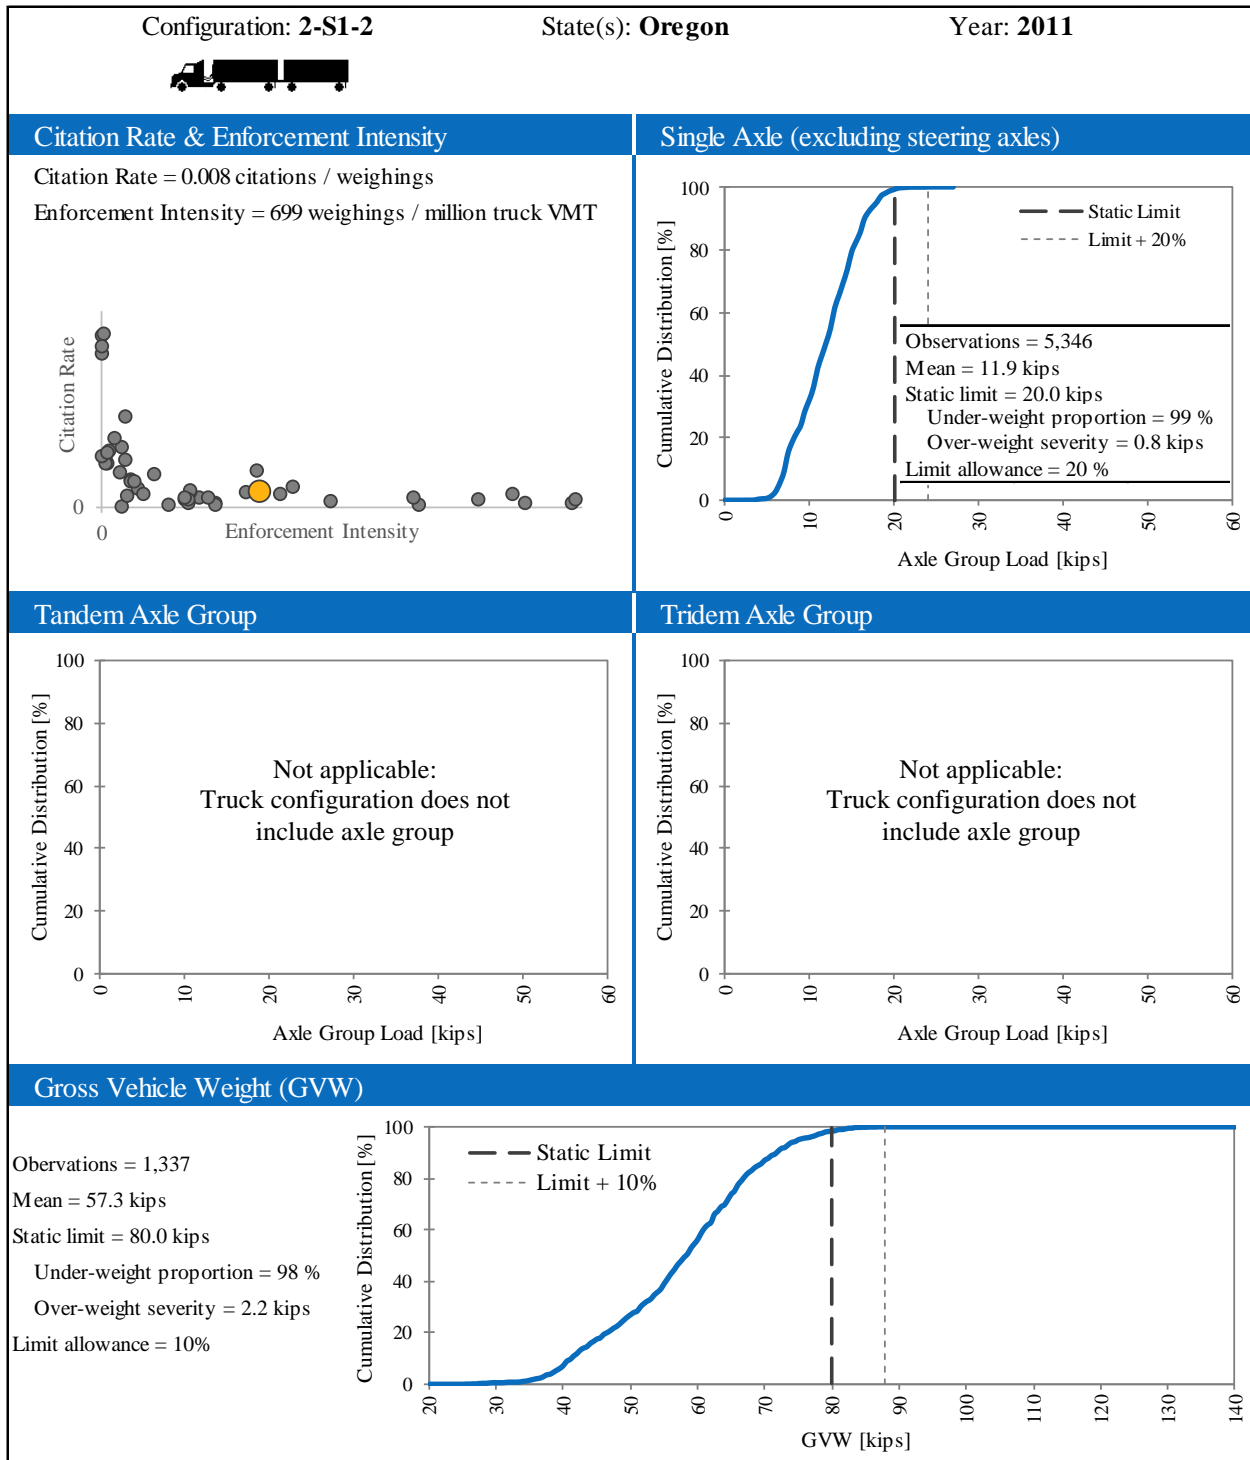 Configuration: 2-S1-2 State(s): Oregon Year: 2011
Citation Rate & Enforcement Intensity
Citation Rate = 0.008 citations / weighings
Enforcement Intensity = 699 weighings / million truck VMT
Citation Rate
0
0
Enforcement Intensity
Single Axle (excluding steering axles)
Cumulative Distribution [%]
100
80
60
40
20
0
Static Limit
Limit + 20%
Observations = 5,346
Mean = 11.9 kips
Static limit = 20.0 kips
Under-weight proportion = 99 %
Over-weight severity = 0.8 kips
Limit allowance = 20 %
0 10 20 30 40 50 60
Axle Group Load [kips]
Tandem Axle Group
Cumulative Distribution [%]
100
80
60
40
20
0
Not applicable:
Truck configuration does not
include axle group
0 10 20 30 40 50 60
Axle Group Load [kips]
Tridem Axle Group
Cumulative Distribution [%]
100
80
60
40
20
0
Not applicable:
Truck configuration does not
include axle group
0 10 20 30 40 50 60
Axle Group Load [kips]
Gross Vehicle Weight (GVW)
Obervations = 1,337
Mean = 57.3 kips
Static limit = 80.0 kips
Under-weight proportion = 98 %
Over-weight severity = 2.2 kips
Limit allowance = 10%
Cumulative Distribution [%]
100
80
60
40
20
0
Static Limit
Limit + 10%
20 30 40 50 60 70 80 90 100 110 120 130 140
GVW [kips]